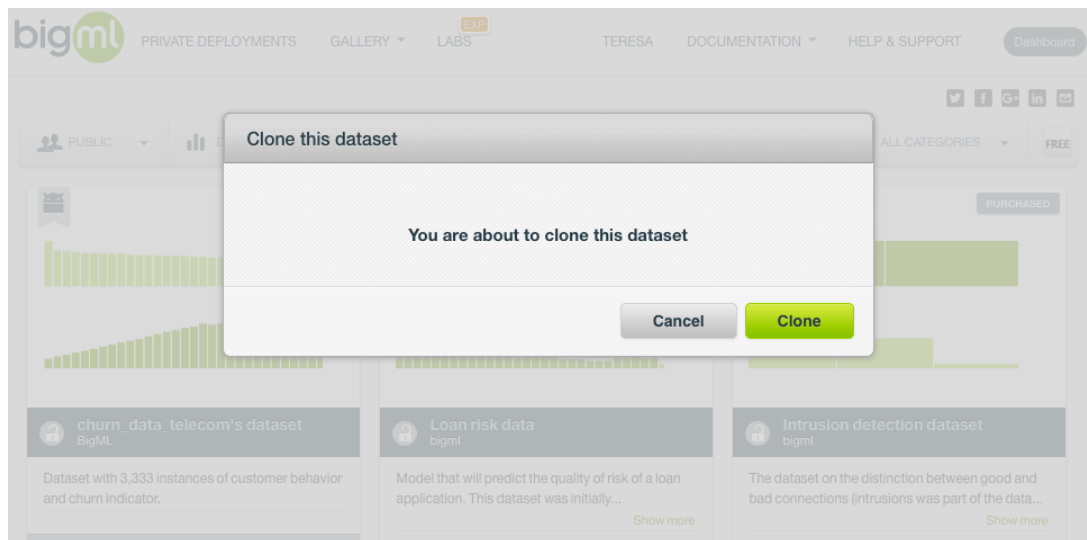 bigml
PRIVATE DEPLOYMENTS GALLERY LABS EXP TERESA DOCUMENTATION HELP & SUPPORT Dashboard
PUBLIC ALL CATEGORIES FREE
Clone this dataset
PURCHASED
You are about to clone this dataset
Cancel Clone
churn_data_telecom's dataset
BigML
Loan risk data
bigml
Intrusion detection dataset
bigml
Dataset with 3,333 instances of customer behavior
and churn indicator.
Model that will predict the quality of risk of a loan
application. This dataset was initially...
Show more
The dataset on the distinction between good and
bad connections (intrusions was part of the data...
Show more